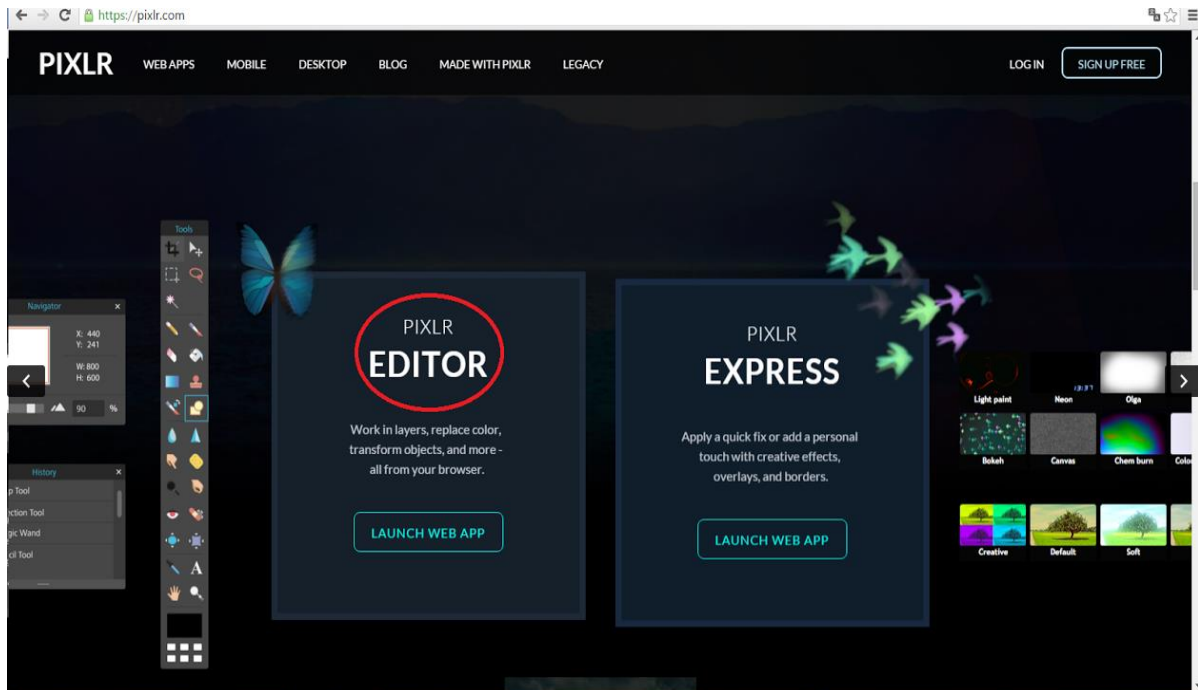 https://pixlr.com
PIXLR WEB APPS MOBILE DESKTOP BLOG MADE WITH PIXLR LEGACY LOG IN SIGN UP FREE
Tools
Navigator x
X: 440
Y: 241
W: 800
H: 600
90 %
History x
p Tool
ction Tool
gic Wand
cil Tool
A
PIXLR
EDITOR
Work in layers, replace color,
transform objects, and more -
all from your browser.
LAUNCH WEB APP
PIXLR
EXPRESS
Apply a quick fix or add a personal
touch with creative effects,
overlays, and borders.
LAUNCH WEB APP
Light paint Neon Olga
Bokeh Canvas Chem burn Colo
Creative Default Soft